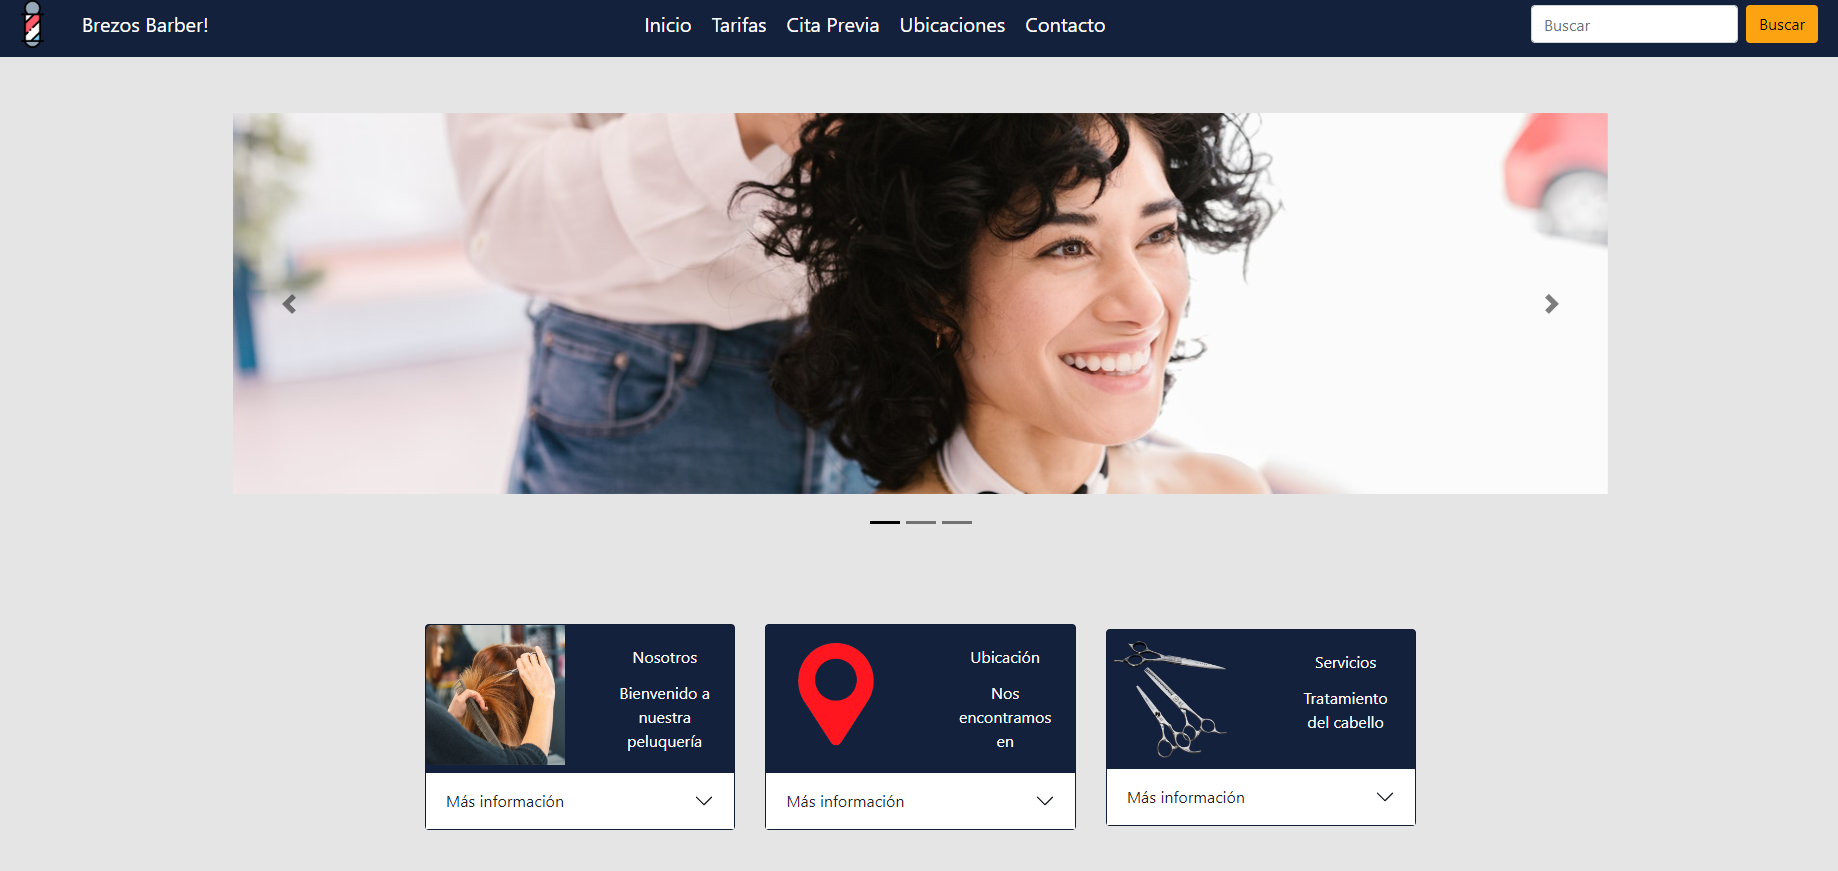 Brezos Barber!
Inicio Tarifas Cita Previa Ubicaciones Contacto
Buscar
Buscar
Nosotros
Bienvenido a
nuestra
peluquería
Más información
Ubicación
Nos
encontramos
en
Más información
Servicios
Tratamiento
del cabello
Más información